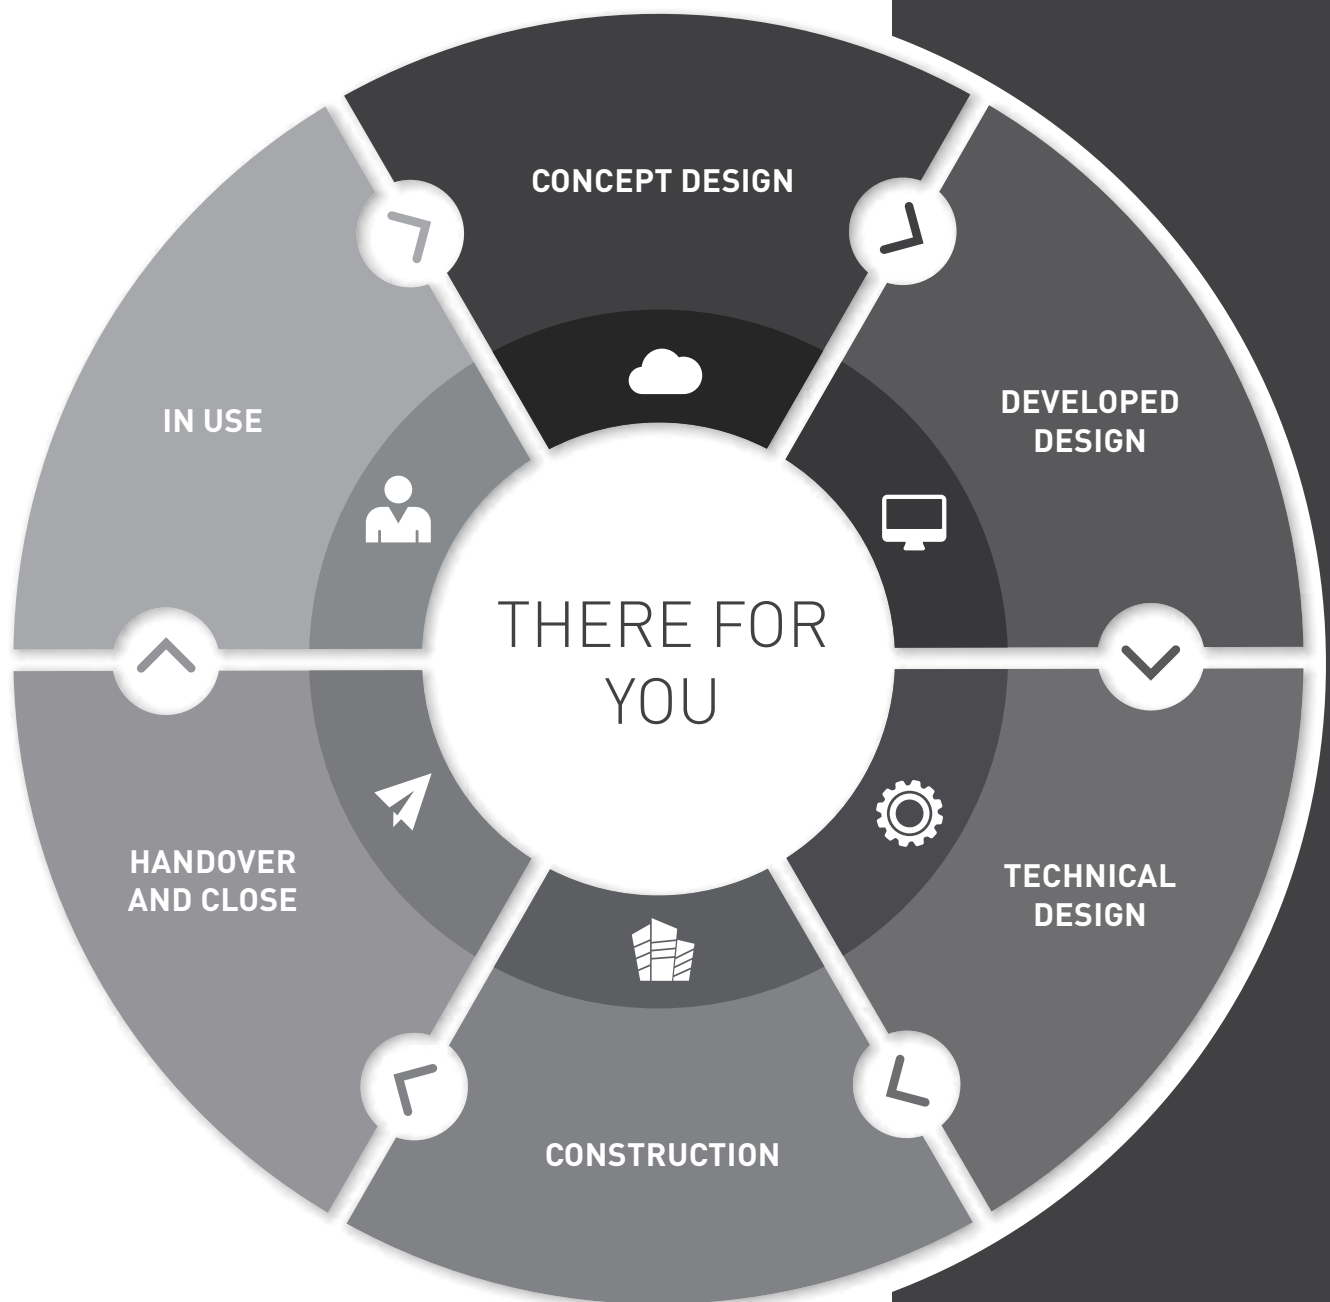 CONCEPT DESIGN
DEVELOPED
DESIGN
TECHNICAL
DESIGN
CONSTRUCTION
HANDOVER
AND CLOSE
IN USE
THERE FOR
YOU